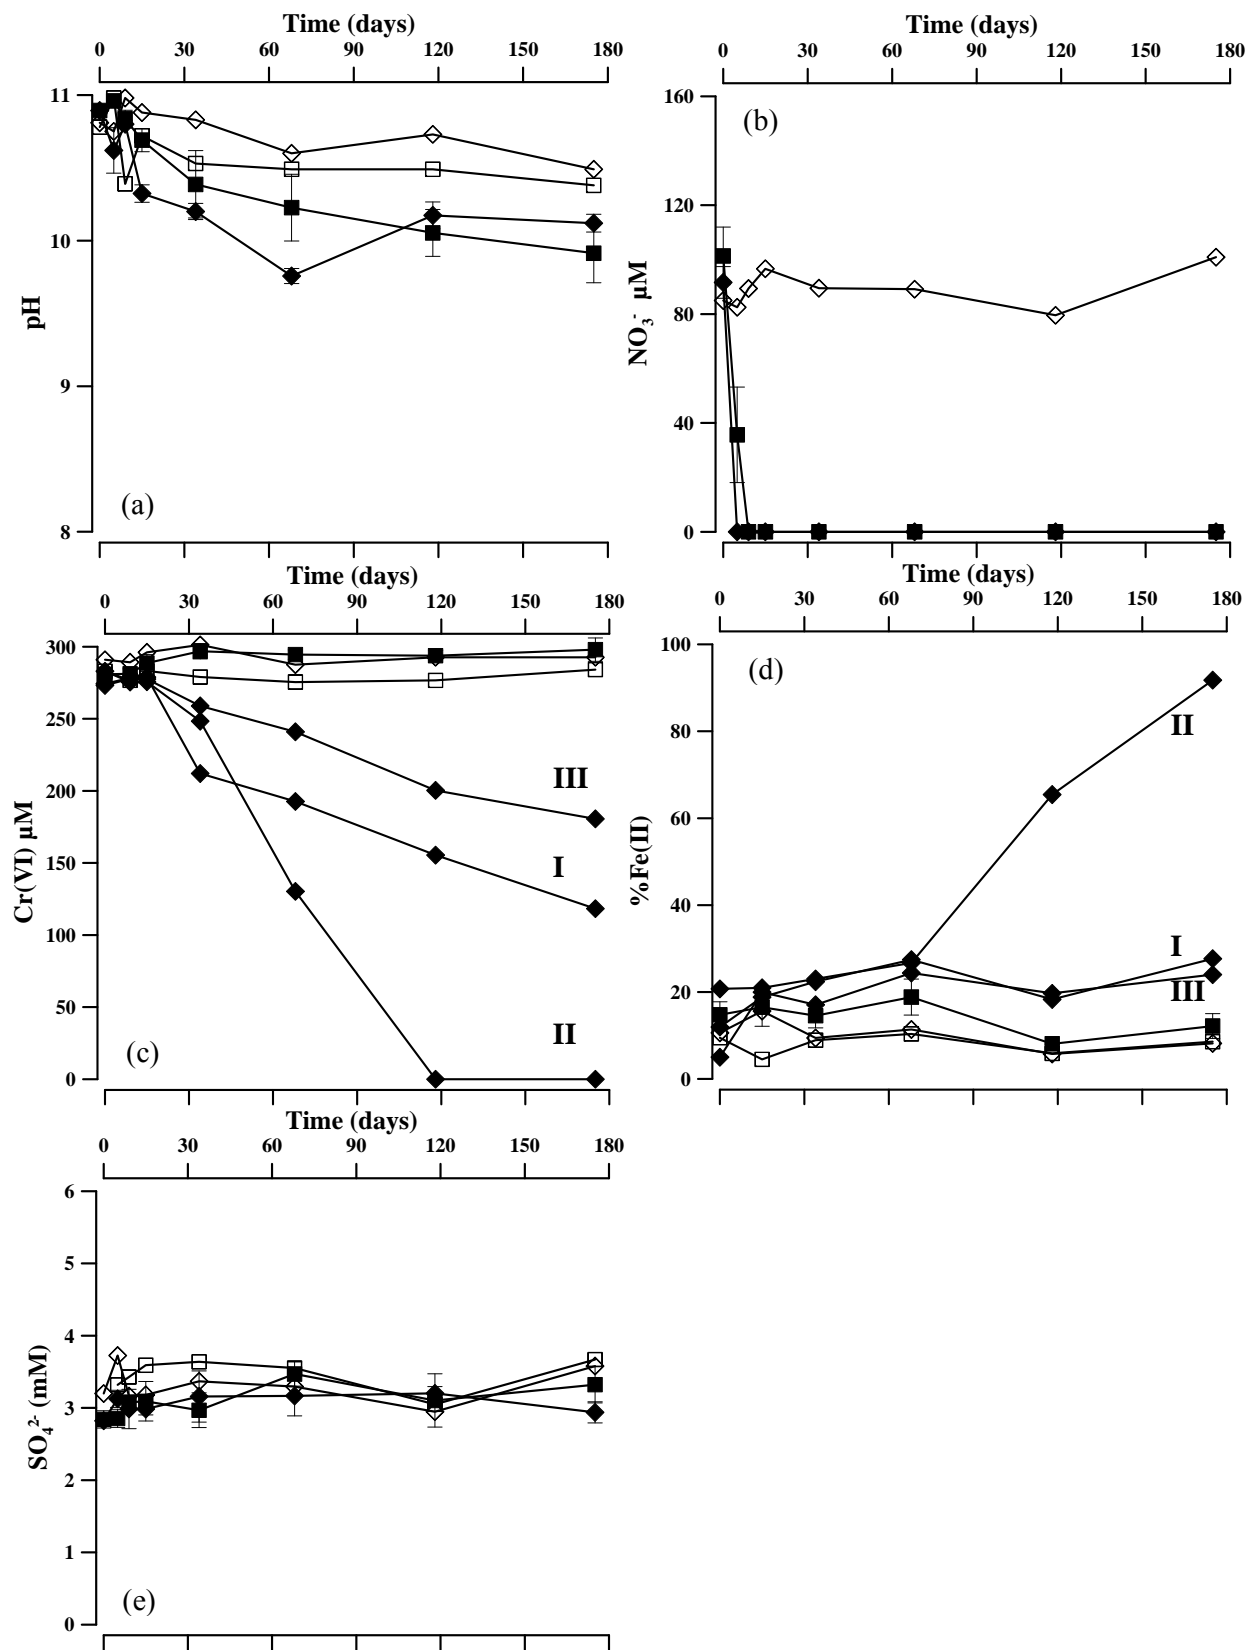 Time (days)
0 30 60 90 120 150 180
11
10
9
8
pH
(a)
Time (days)
0 30 60 90 120 150 180
160
120
80
40
0
NO₃⁻ µM
(b)
Time (days)
0 30 60 90 120 150 180
300
250
200
150
100
50
0
Cr(VI) µM
III
I
II
(c)
Time (days)
0 30 60 90 120 150 180
100
80
60
40
20
0
%Fe(II)
(d)
II
I
III
Time (days)
0 30 60 90 120 150 180
6
5
4
3
2
1
0
SO₄²⁻ (mM)
(e)